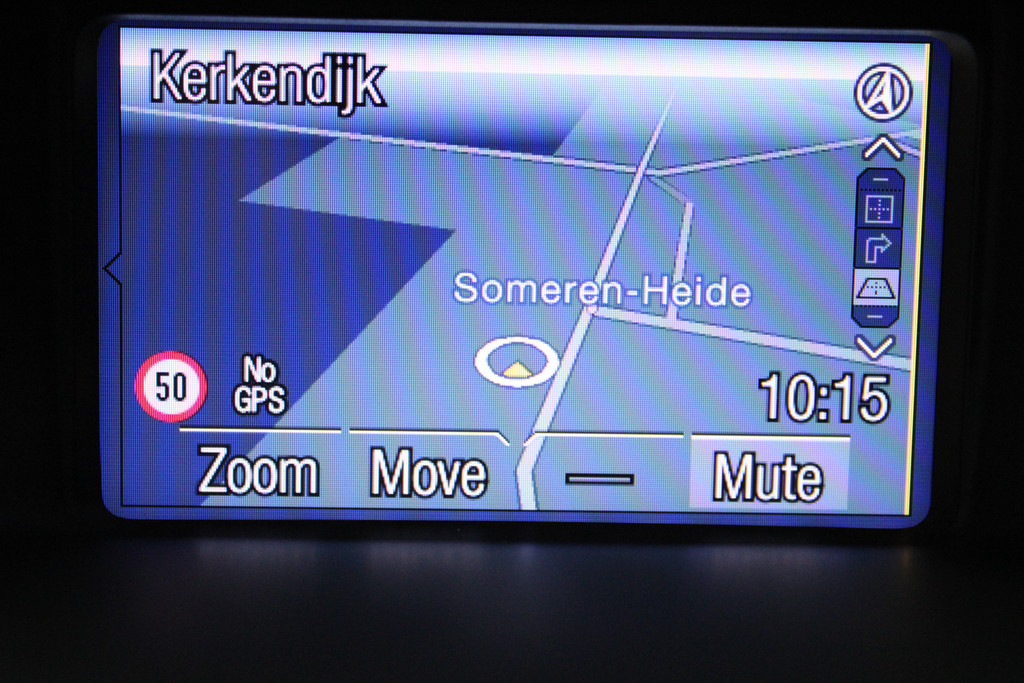 Kerkendijk
Someren-Heide
50
No
GPS
10:15
Zoom
Move
Mute